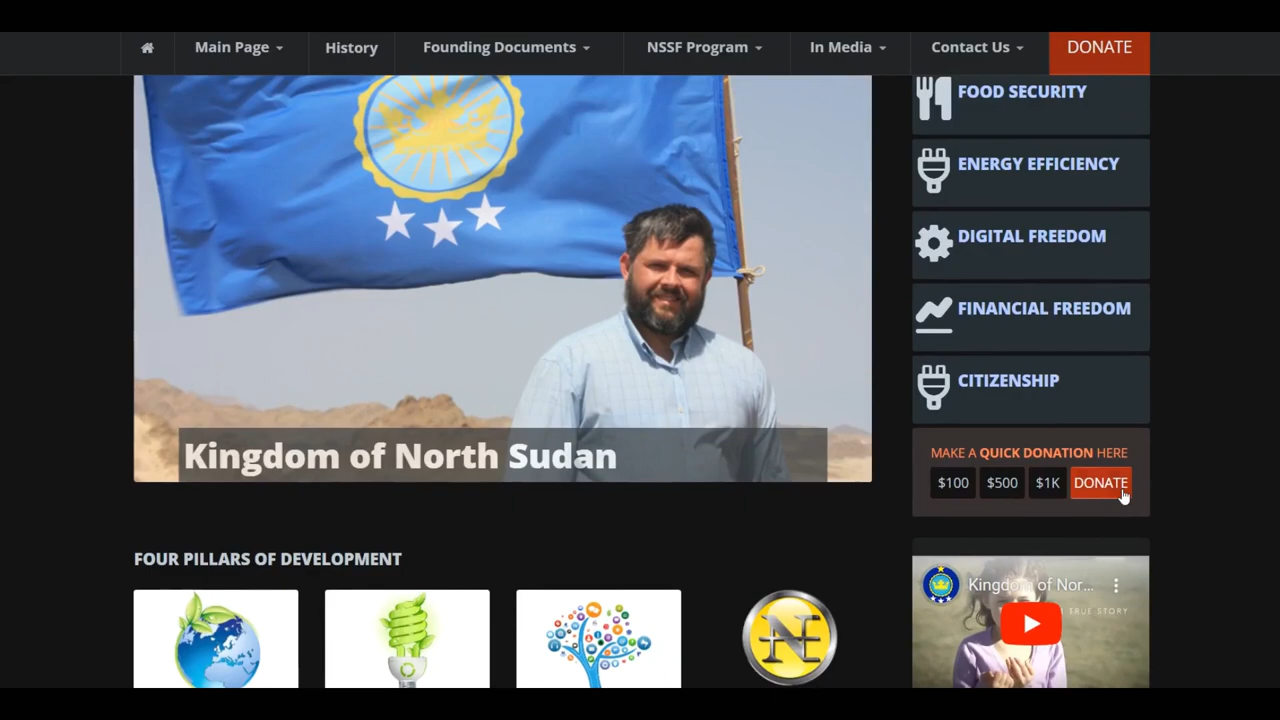 Main Page
History
Founding Documents
NSSF Program
In Media
Contact Us
DONATE
FOOD SECURITY
ENERGY EFFICIENCY
DIGITAL FREEDOM
FINANCIAL FREEDOM
CITIZENSHIP
Kingdom of North Sudan
MAKE A QUICK DONATION HERE
$100 $500 $1K DONATE
FOUR PILLARS OF DEVELOPMENT
Kingdom of Nor...
TRUE STORY
N